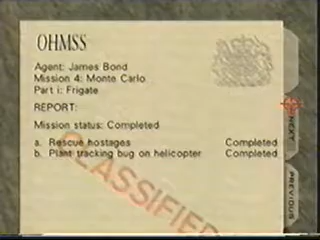 OHMSS
Agent: James Bond
Mission 4: Monte Carlo
Part i: Frigate
REPORT:
Mission status: Completed
a. Rescue hostages Completed
b. Plant tracking bug on helicopter Completed
CLASSIFIED
NEXT
PREVIOUS